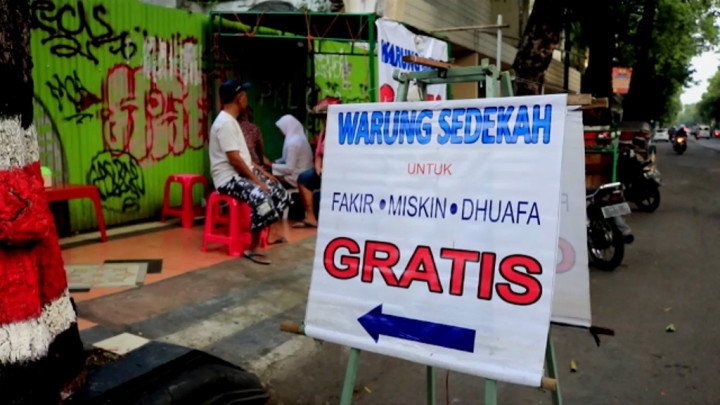 WARUNG SEDEKAH
UNTUK
FAKIR • MISKIN • DHUAFA
GRATIS